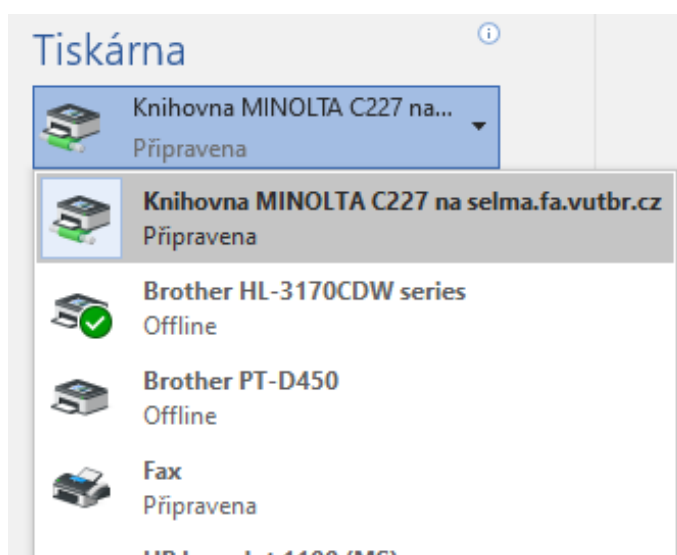 Tiskárna
Knihovna MINOLTA C227 na...
Připravena
Knihovna MINOLTA C227 na selma.fa.vutbr.cz
Připravena
Brother HL-3170CDW series
Offline
Brother PT-D450
Offline
Fax
Připravena